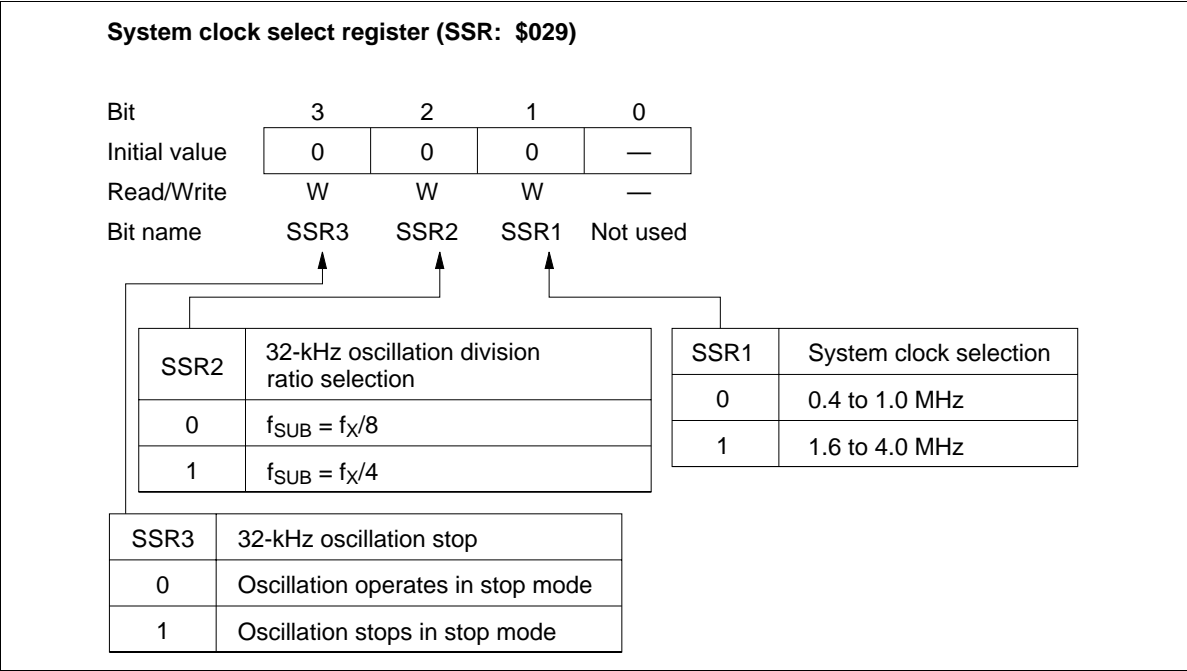 System clock select register (SSR: $029)
Bit 3 2 1 0
Initial value 0 0 0 —
Read/Write W W W —
Bit name SSR3 SSR2 SSR1 Not used
SSR2 32-kHz oscillation division
ratio selection
0 fSUB = fX/8
1 fSUB = fX/4
SSR1 System clock selection
0 0.4 to 1.0 MHz
1 1.6 to 4.0 MHz
SSR3 32-kHz oscillation stop
0 Oscillation operates in stop mode
1 Oscillation stops in stop mode